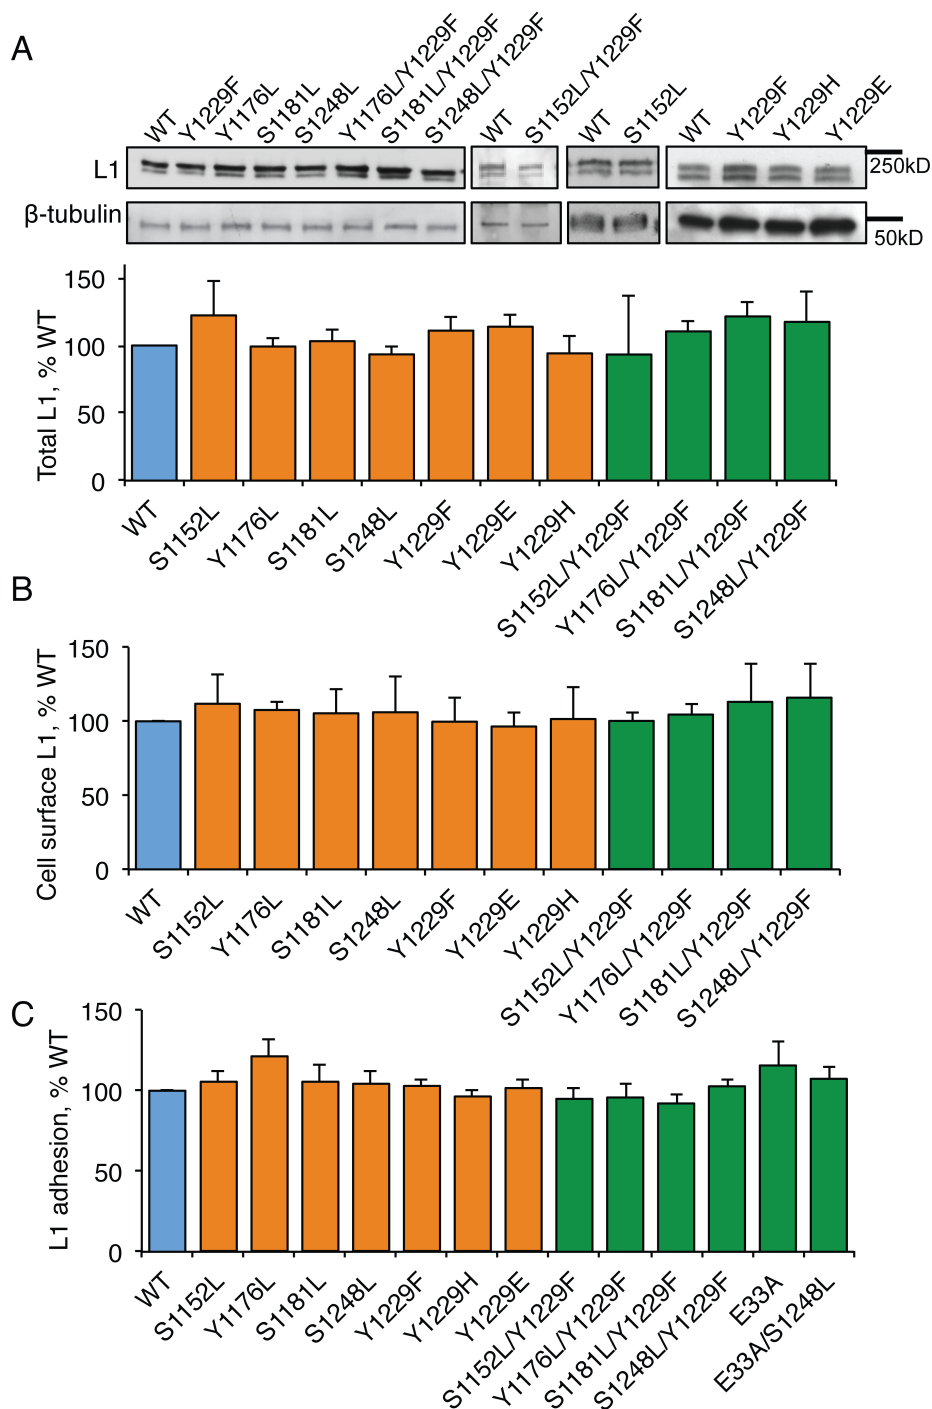 A
WT
Y1229F
Y1176L
S1181L
S1248L
Y1176L/Y1229F
S1181L/Y1229F
S1248L/Y1229F
WT
S1152L/Y1229F
WT
S1152L
WT
Y1229F
Y1229H
Y1229E
L1
250kD
β-tubulin
50kD
Total L1, % WT
150
100
50
0
WT
S1152L
Y1176L
S1181L
S1248L
Y1229F
Y1229E
Y1229H
S1152L/Y1229F
Y1176L/Y1229F
S1181L/Y1229F
S1248L/Y1229F
B
Cell surface L1, % WT
150
100
50
0
WT
S1152L
Y1176L
S1181L
S1248L
Y1229F
Y1229E
Y1229H
S1152L/Y1229F
Y1176L/Y1229F
S1181L/Y1229F
S1248L/Y1229F
C
L1 adhesion, % WT
150
100
50
0
WT
S1152L
Y1176L
S1181L
S1248L
Y1229F
Y1229H
Y1229E
S1152L/Y1229F
Y1176L/Y1229F
S1181L/Y1229F
S1248L/Y1229F
E33A
E33A/S1248L